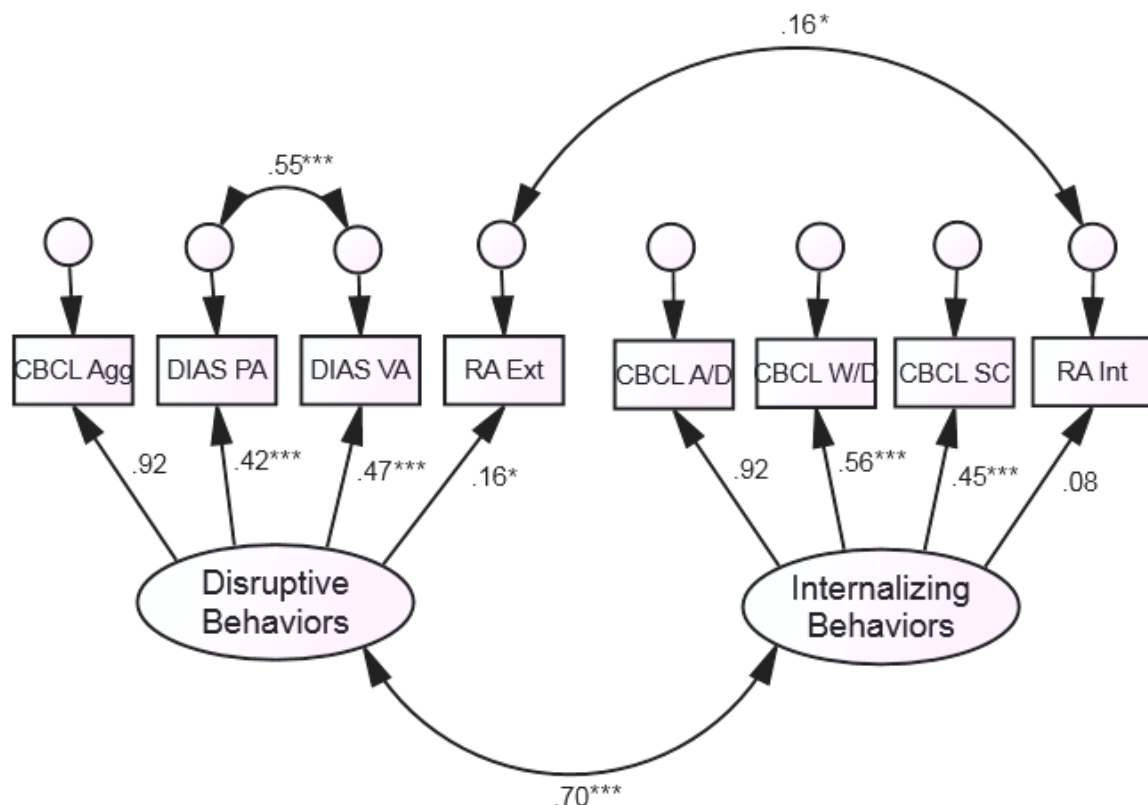 .16*
.55***
CBCL Agg
DIAS PA
DIAS VA
RA Ext
CBCL A/D
CBCL W/D
CBCL SC
RA Int
.92
.42***
.47***
.16*
.92
.56***
.45***
.08
Disruptive
Behaviors
Internalizing
Behaviors
.70***